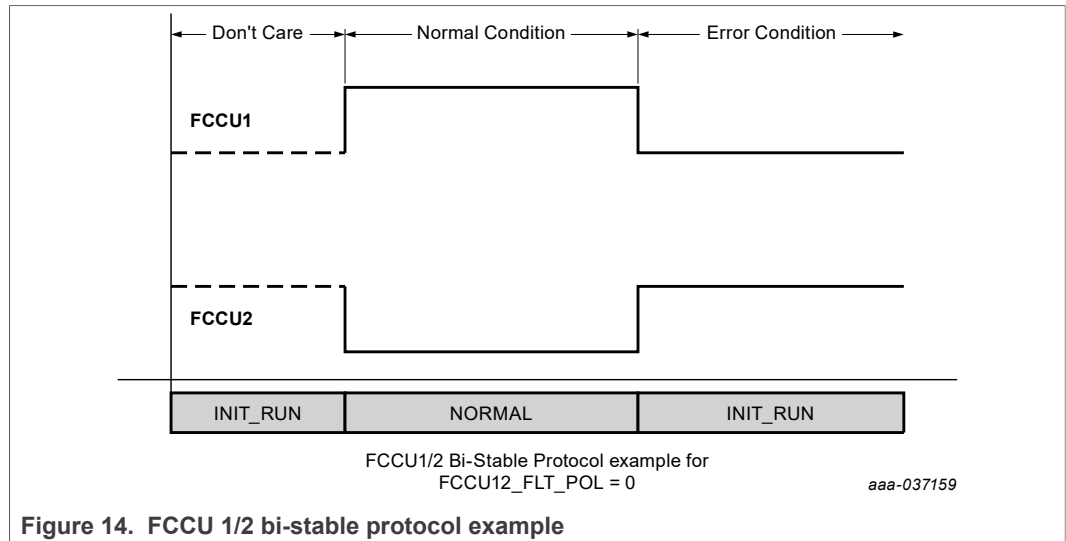 Don't Care
Normal Condition
Error Condition
FCCU1
FCCU2
INIT_RUN
NORMAL
INIT_RUN
FCCU1/2 Bi-Stable Protocol example for
FCCU12_FLT_POL = 0
aaa-037159
Figure 14. FCCU 1/2 bi-stable protocol example